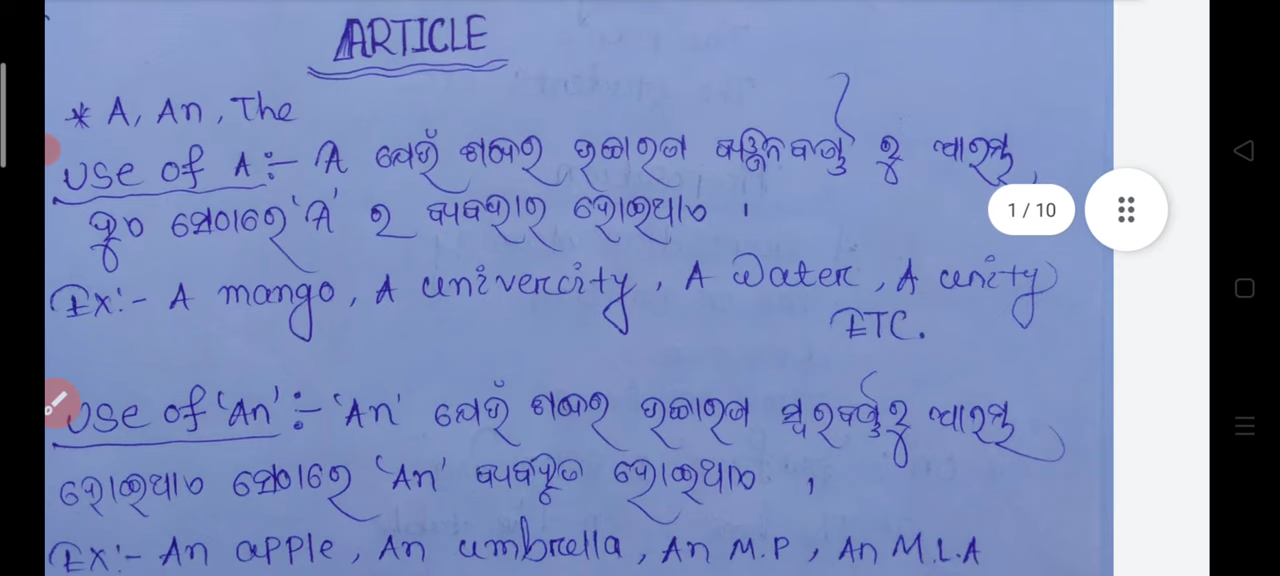 ARTICLE
* A, An, The
Use of A :- A ଯେଉଁ ଶବ୍ଦର ଉଚ୍ଚାରଣ ବ୍ୟଞ୍ଜନବର୍ଣ୍ଣ ରୁ ଆରମ୍ଭ
ହୁଏ ସେଠାରେ 'A' ର ବ୍ୟବହାର ହୋଇଥାଏ ।
EX:- A mango, A univercity, A Water, A unity
ETC.
1 / 10
Use of 'An' :- 'An' ଯେଉଁ ଶବ୍ଦର ଉଚ୍ଚାରଣ ସ୍ୱରବର୍ଣ୍ଣରୁ ଆରମ୍ଭ
ହୋଇଥାଏ ସେଠାରେ 'An' ବ୍ୟବହୃତ ହୋଇଥାଏ ।
EX:- An apple, An umbrella, An M.P, An M.L.A